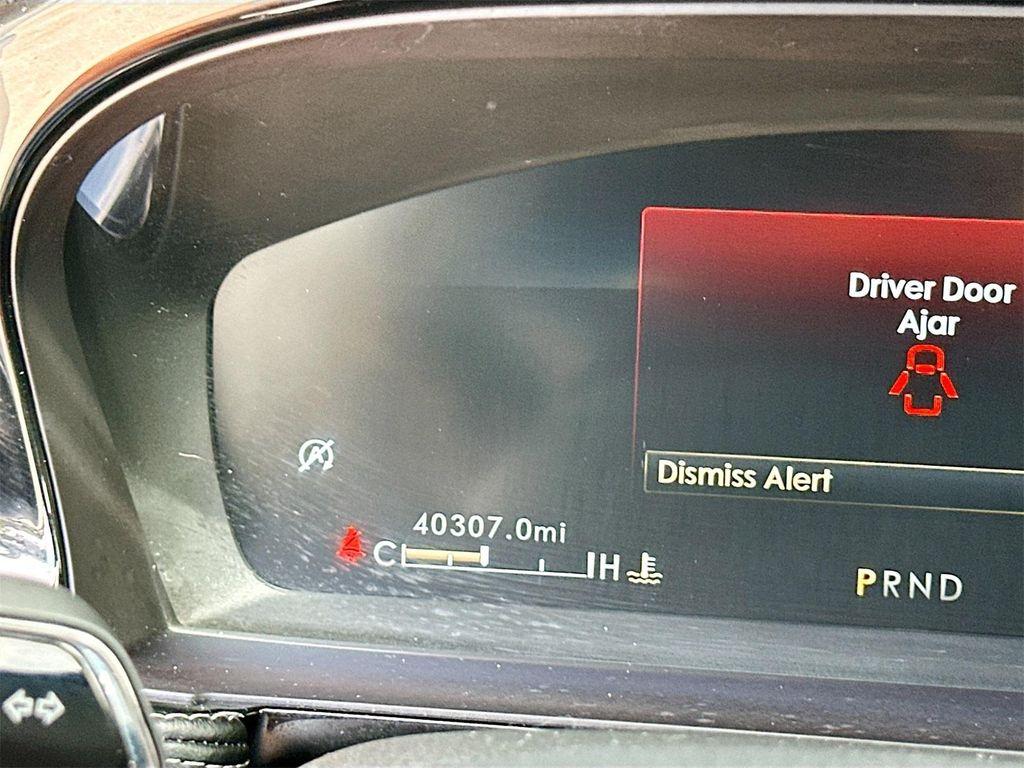 Driver Door
Ajar
Dismiss Alert
40307.0mi
C H
PRND